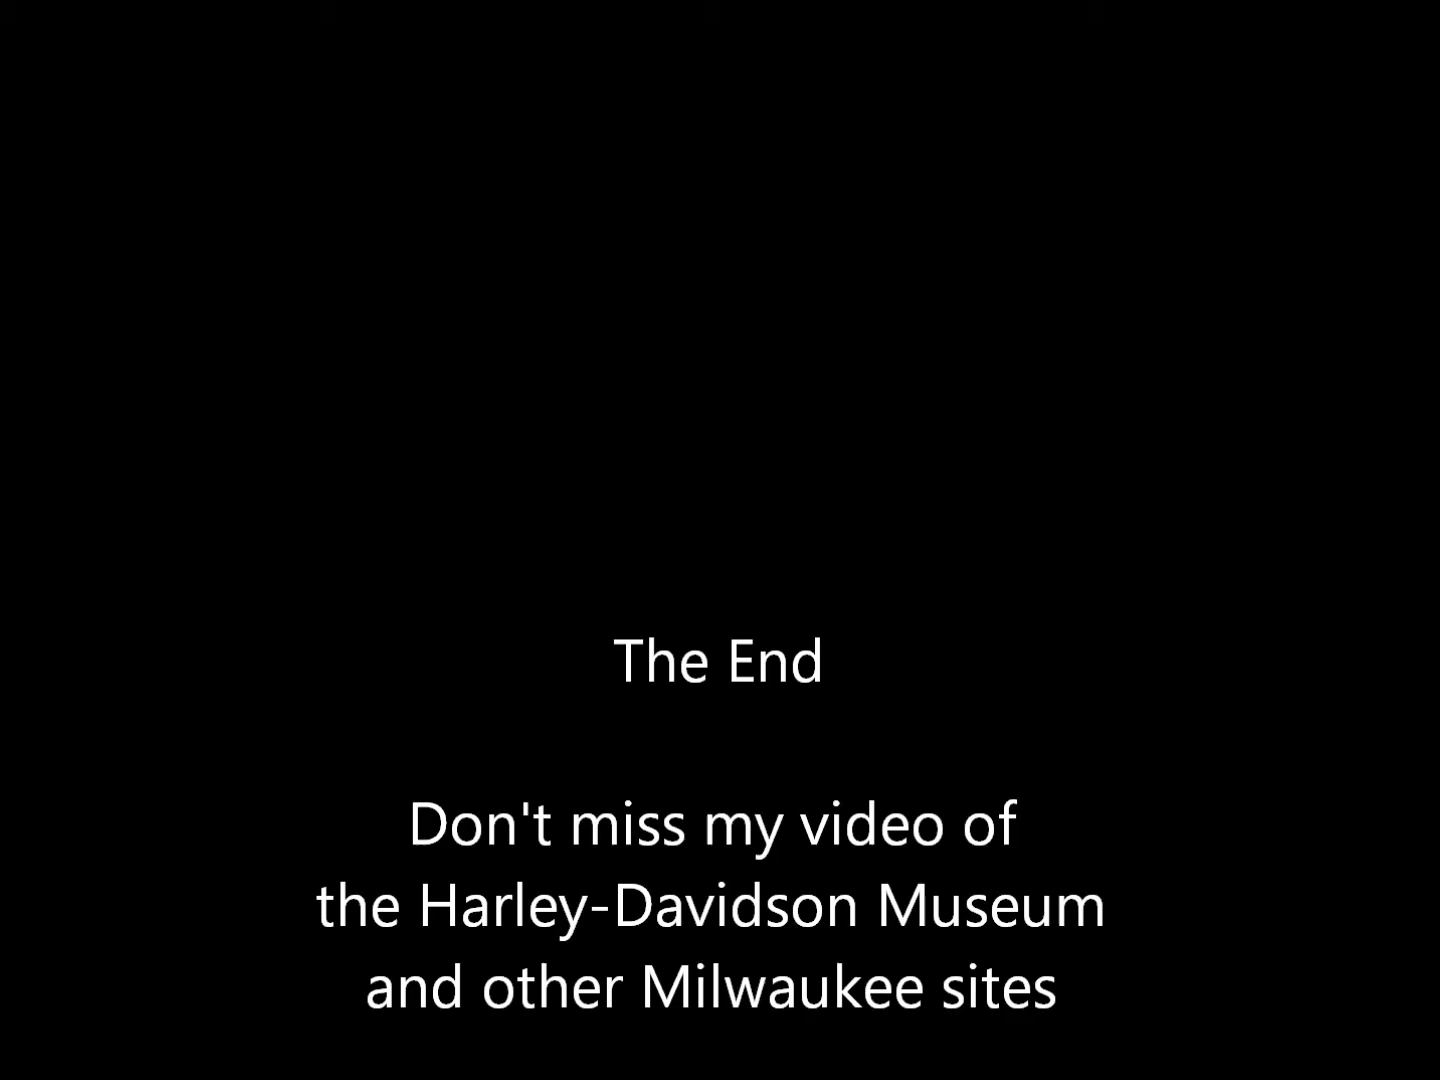 The End
Don't miss my video of
the Harley-Davidson Museum
and other Milwaukee sites